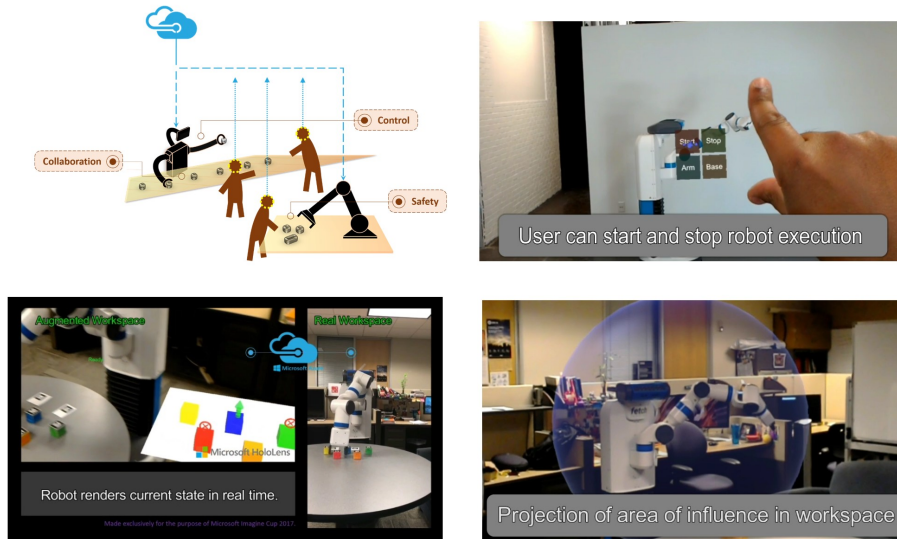 Control
Collaboration
Safety
Start
Stop
Arm
Base
User can start and stop robot execution
Augmented Workspace
Real Workspace
Microsoft
Microsoft HoloLens
Robot renders current state in real time.
Made exclusively for the purpose of Microsoft Imagine Cup 2017.
fetch
Projection of area of influence in workspace